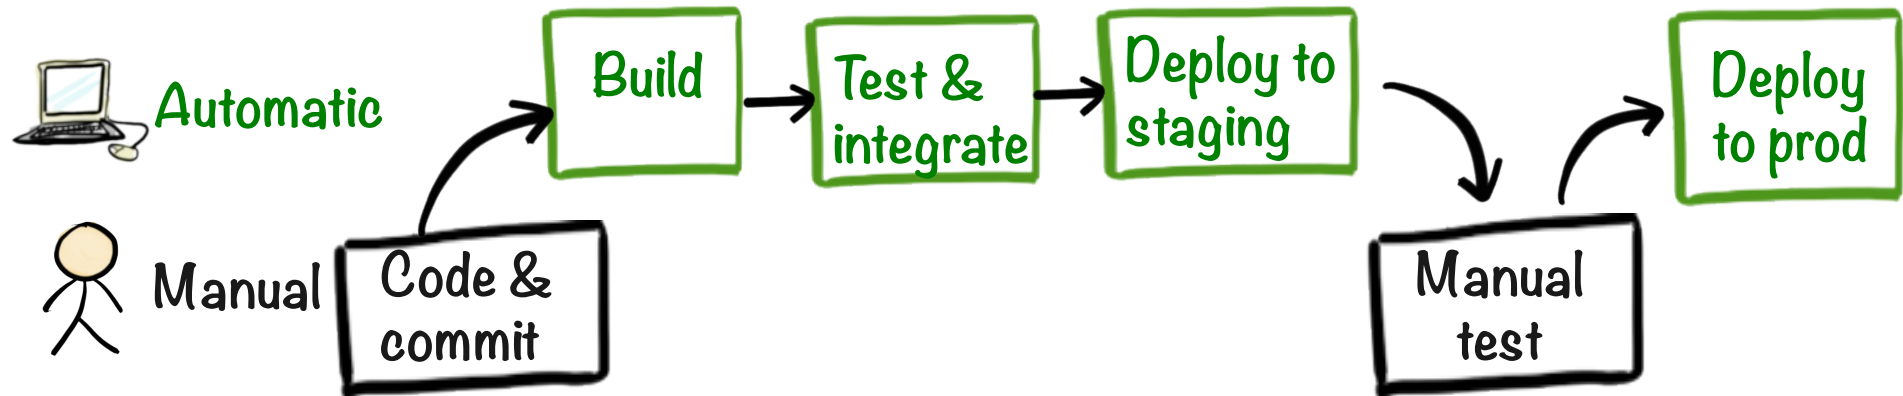 Automatic
Build
Test &
integrate
Deploy to
staging
Deploy
to prod
Manual
Code &
commit
Manual
test